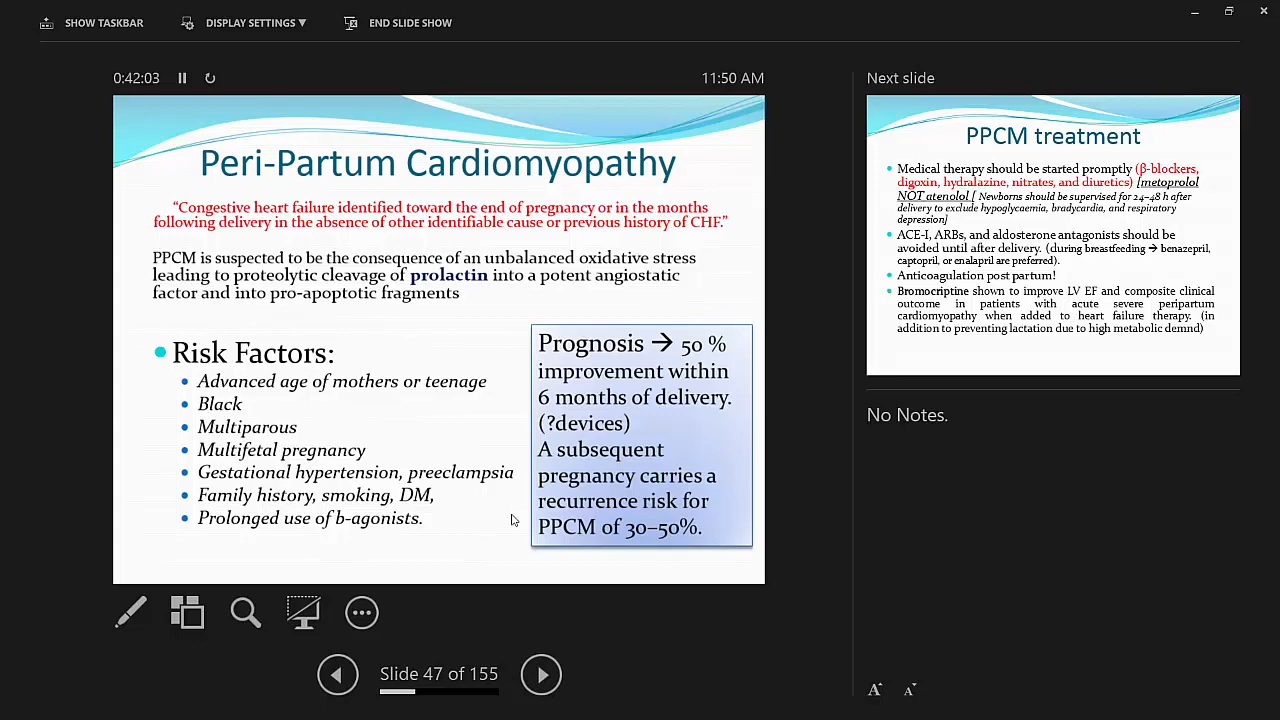 SHOW TASKBAR DISPLAY SETTINGS ▼ END SLIDE SHOW
0:42:03 11:50 AM
Peri-Partum Cardiomyopathy
“Congestive heart failure identified toward the end of pregnancy or in the months
following delivery in the absence of other identifiable cause or previous history of CHF.”
PPCM is suspected to be the consequence of an unbalanced oxidative stress
leading to proteolytic cleavage of prolactin into a potent angiostatic
factor and into pro-apoptotic fragments
• Risk Factors:
• Advanced age of mothers or teenage
• Black
• Multiparous
• Multifetal pregnancy
• Gestational hypertension, preeclampsia
• Family history, smoking, DM,
• Prolonged use of b-agonists.
Prognosis → 50 %
improvement within
6 months of delivery.
(?devices)
A subsequent
pregnancy carries a
recurrence risk for
PPCM of 30–50%.
Slide 47 of 155
Next slide
PPCM treatment
• Medical therapy should be started promptly (β-blockers,
digoxin, hydralazine, nitrates, and diuretics) [metoprolol
NOT atenolol [ Newborns should be supervised for 24–48 h after
delivery to exclude hypoglycaemia, bradycardia, and respiratory
depression]
• ACE-I, ARBs, and aldosterone antagonists should be
avoided until after delivery. (during breastfeeding → benazepril,
captopril, or enalapril are preferred).
• Anticoagulation post partum!
• Bromocriptine shown to improve LV EF and composite clinical
outcome in patients with acute severe peripartum
cardiomyopathy when added to heart failure therapy. (in
addition to preventing lactation due to high metabolic demnd)
No Notes.
A A